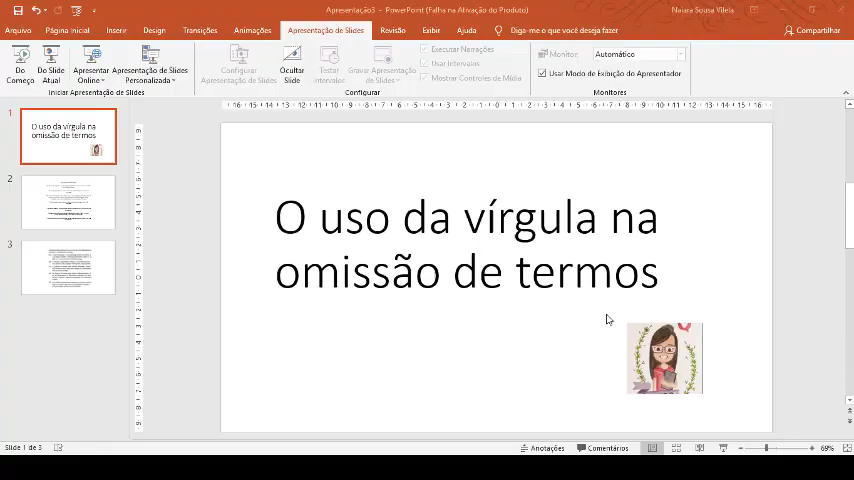 Apresentação3 - PowerPoint (Falha na Ativação do Produto)
Naiara Sousa Vilela
Arquivo Página Inicial Inserir Design Transições Animações Apresentação de Slides Revisão Exibir Ajuda Diga-me o que você deseja fazer Compartilhar
Do Começo
Do Slide Atual
Apresentar Online
Apresentação de Slides Personalizada
Iniciar Apresentação de Slides
Configurar Apresentação de Slides
Ocultar Slide
Testar Intervalos
Gravar Apresentação de Slides
Executar Narrações
Usar Intervalos
Mostrar Controles de Mídia
Configurar
Monitor: Automático
Usar Modo de Exibição do Apresentador
Monitores
1
O uso da vírgula na
omissão de termos
2
3
O uso da vírgula na
omissão de termos
Slide 1 de 3
Anotações Comentários 69%